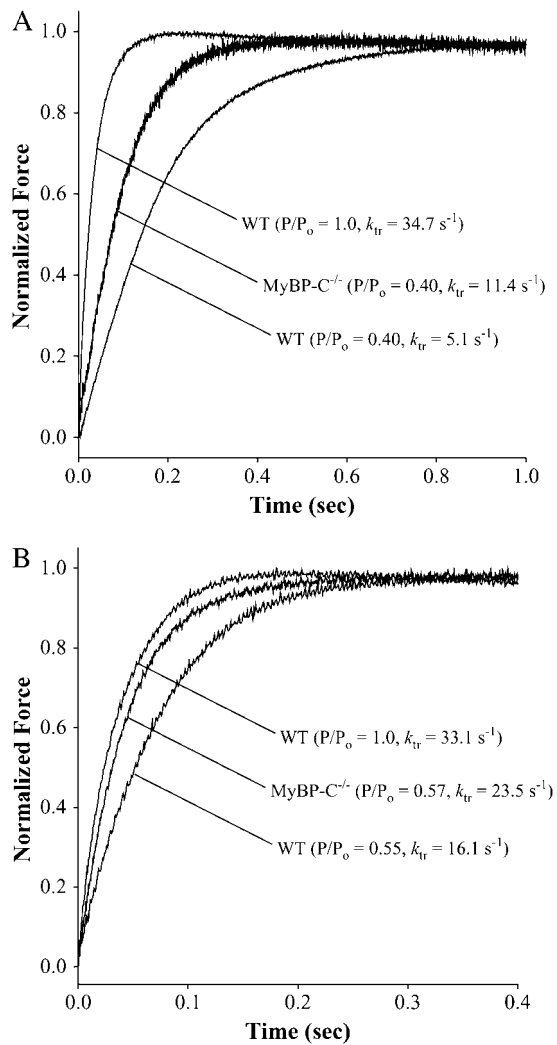 A
Normalized Force
1.0
0.8
0.6
0.4
0.2
0.0
WT (P/Pₒ = 1.0, kₜᵣ = 34.7 s⁻¹)
MyBP-C⁻/⁻ (P/Pₒ = 0.40, kₜᵣ = 11.4 s⁻¹)
WT (P/Pₒ = 0.40, kₜᵣ = 5.1 s⁻¹)
0.0 0.2 0.4 0.6 0.8 1.0
Time (sec)
B
Normalized Force
1.0
0.8
0.6
0.4
0.2
0.0
WT (P/Pₒ = 1.0, kₜᵣ = 33.1 s⁻¹)
MyBP-C⁻/⁻ (P/Pₒ = 0.57, kₜᵣ = 23.5 s⁻¹)
WT (P/Pₒ = 0.55, kₜᵣ = 16.1 s⁻¹)
0.0 0.1 0.2 0.3 0.4
Time (sec)